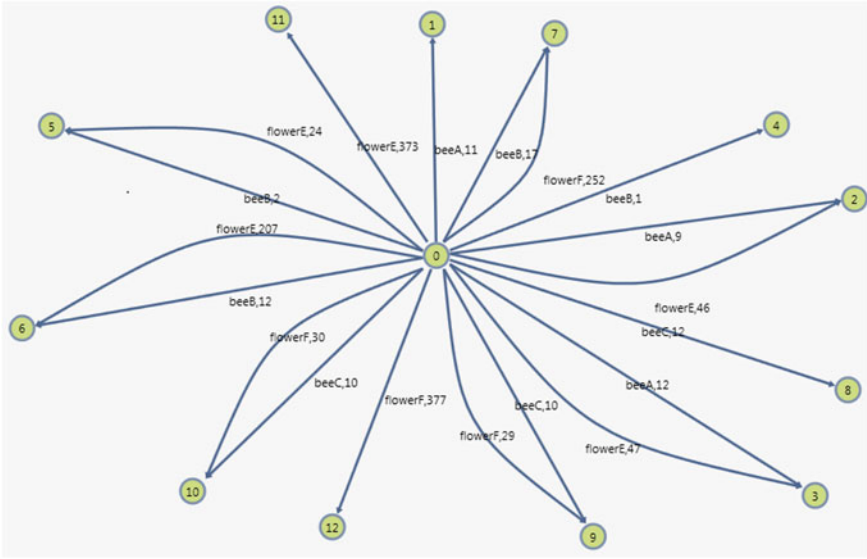 11
1
7
5
4
flowerE,24
flowerE,373
beeA,11
beeB,17
flowerF,252
beeB,2
beeB,1
2
flowerE,207
beeA,9
0
6
beeB,12
flowerE,46
flowerF,30
beeC,12
beeC,10
beeA,12
8
flowerF,377
beeC,10
flowerF,29
flowerE,47
10
3
12
9